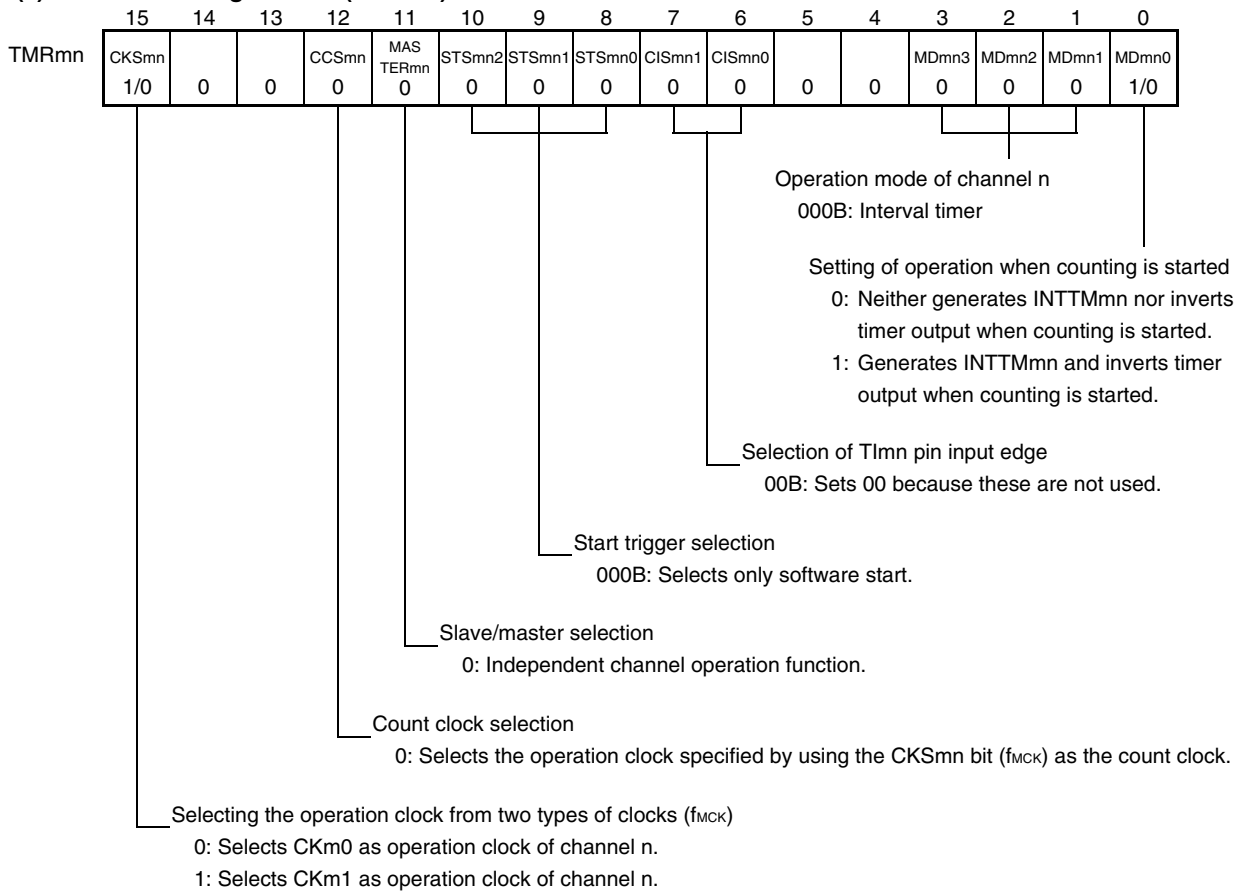 15 14 13 12 11 10 9 8 7 6 5 4 3 2 1 0
TMRmn
CKSmn CCSmn MAS TERmn STSmn2 STSmn1 STSmn0 CISmn1 CISmn0 MDmn3 MDmn2 MDmn1 MDmn0
1/0 0 0 0 0 0 0 0 0 0 0 0 0 0 0 1/0
Operation mode of channel n
000B: Interval timer
Setting of operation when counting is started
0: Neither generates INTTMmn nor inverts
timer output when counting is started.
1: Generates INTTMmn and inverts timer
output when counting is started.
Selection of TImn pin input edge
00B: Sets 00 because these are not used.
Start trigger selection
000B: Selects only software start.
Slave/master selection
0: Independent channel operation function.
Count clock selection
0: Selects the operation clock specified by using the CKSmn bit (fMCK) as the count clock.
Selecting the operation clock from two types of clocks (fMCK)
0: Selects CKm0 as operation clock of channel n.
1: Selects CKm1 as operation clock of channel n.